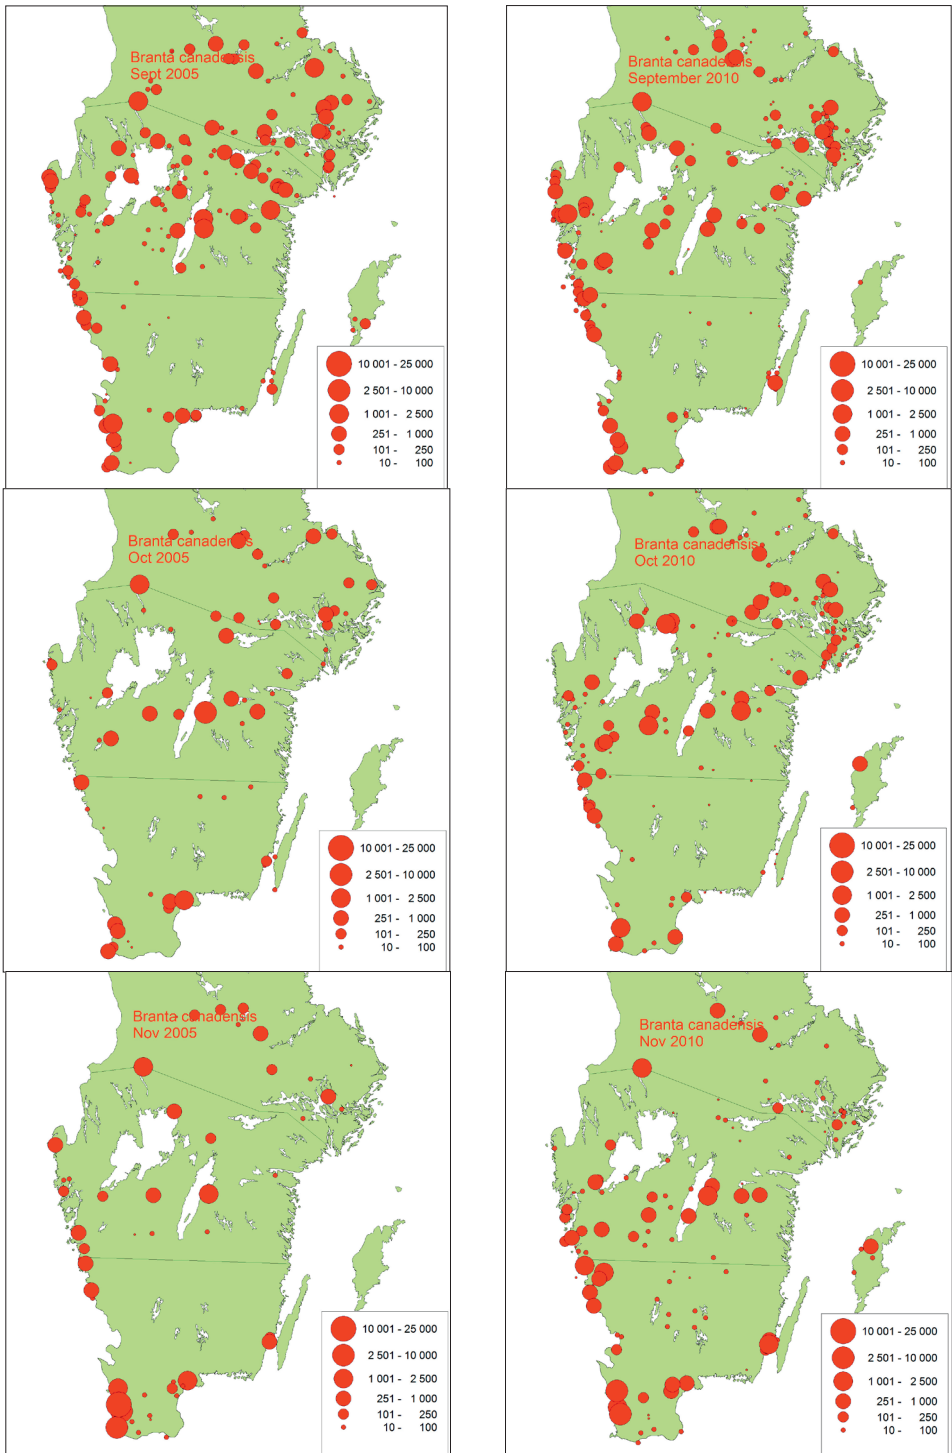 Branta canadensis
Sept 2005
10 001 - 25 000
2 501 - 10 000
1 001 - 2 500
251 - 1 000
101 - 250
10 - 100
Branta canadensis
September 2010
10 001 - 25 000
2 501 - 10 000
1 001 - 2 500
251 - 1 000
101 - 250
10 - 100
Branta canadensis
Oct 2005
10 001 - 25 000
2 501 - 10 000
1 001 - 2 500
251 - 1 000
101 - 250
10 - 100
Branta canadensis
Oct 2010
10 001 - 25 000
2 501 - 10 000
1 001 - 2 500
251 - 1 000
101 - 250
10 - 100
Branta canadensis
Nov 2005
10 001 - 25 000
2 501 - 10 000
1 001 - 2 500
251 - 1 000
101 - 250
10 - 100
Branta canadensis
Nov 2010
10 001 - 25 000
2 501 - 10 000
1 001 - 2 500
251 - 1 000
101 - 250
10 - 100